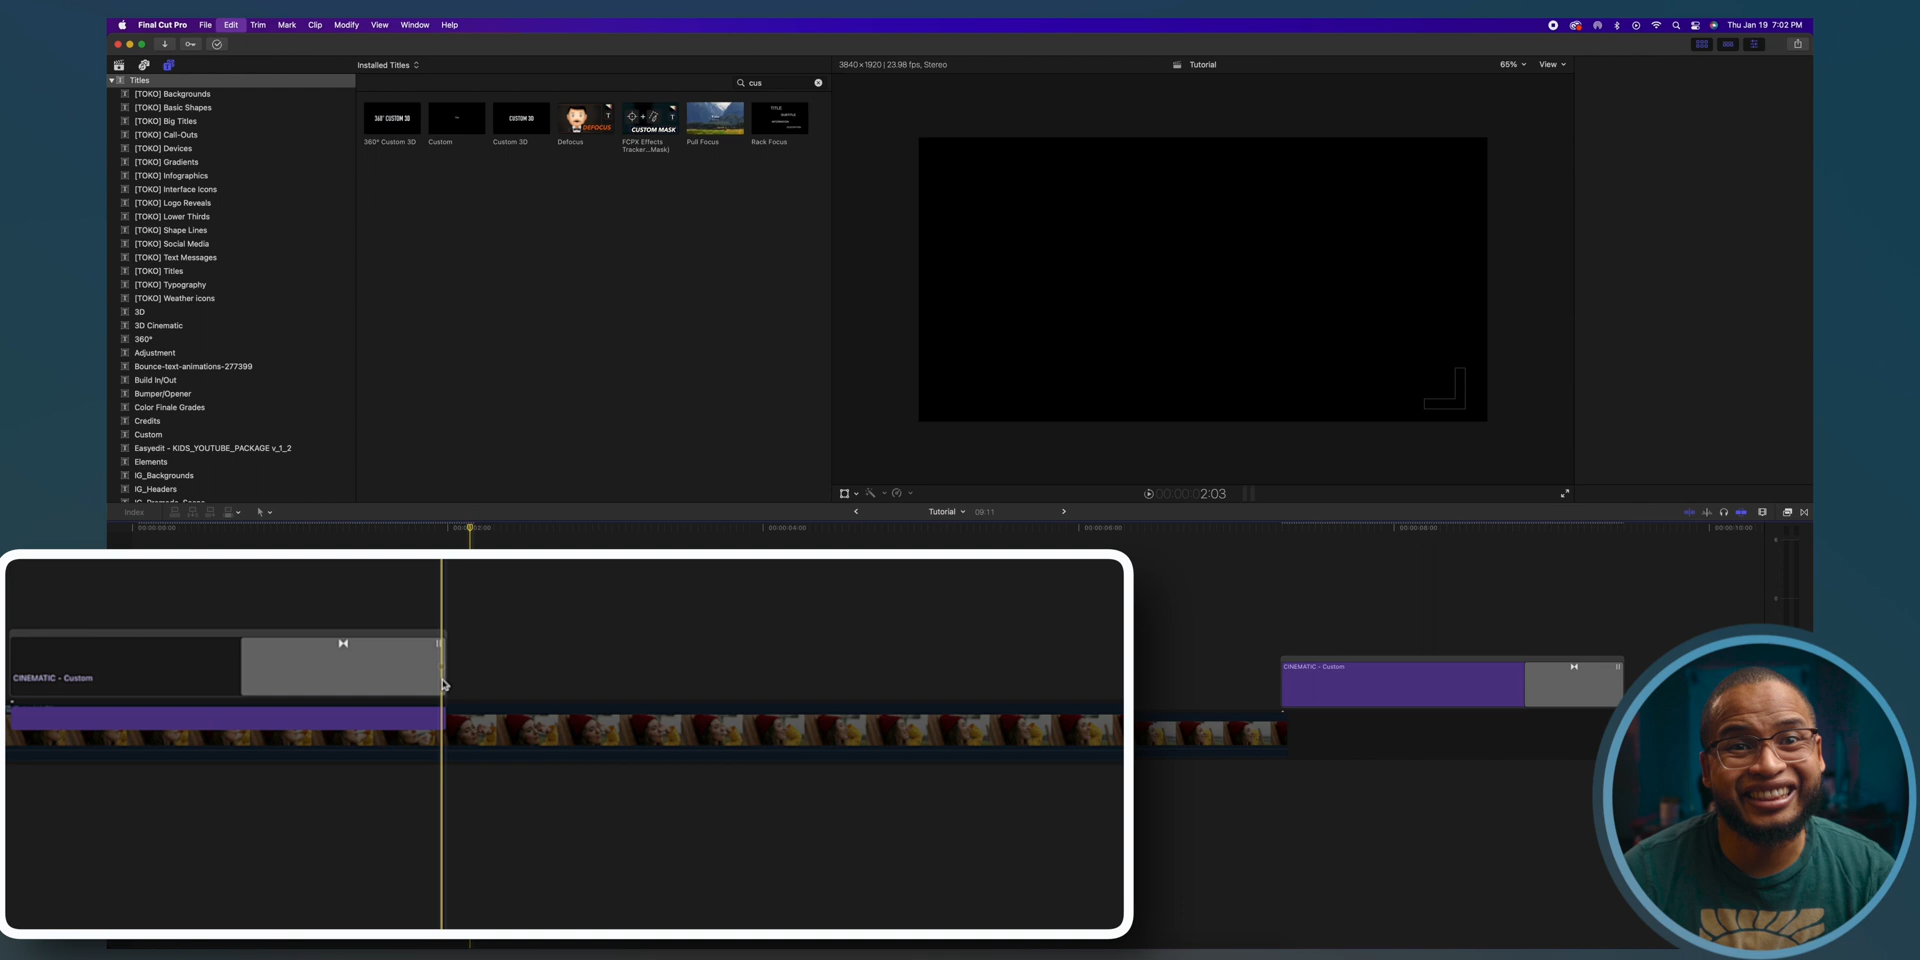 Final Cut Pro File Edit Trim Mark Clip Modify View Window Help Thu Jan 19 7:02 PM
Installed Titles
3840×1920 | 23.98 fps, Stereo
Tutorial
65%
View
Titles
cus
[TOKO] Backgrounds
[TOKO] Basic Shapes
[TOKO] Big Titles
[TOKO] Call-Outs
[TOKO] Devices
[TOKO] Gradients
[TOKO] Infographics
[TOKO] Interface Icons
[TOKO] Logo Reveals
[TOKO] Lower Thirds
[TOKO] Shape Lines
[TOKO] Social Media
[TOKO] Text Messages
[TOKO] Titles
[TOKO] Typography
[TOKO] Weather icons
3D
3D Cinematic
360°
Adjustment
Bounce-text-animations-277399
Build In/Out
Bumper/Opener
Color Finale Grades
Credits
Custom
Easyedit - KIDS_YOUTUBE_PACKAGE v_1_2
Elements
IG_Backgrounds
IG_Headers
360° CUSTOM 3D
CUSTOM 3D
DEFOCUS
CUSTOM MASK
TITLE
SUBTITLE
360° Custom 3D
Custom
Custom 3D
Defocus
FCPX Effects
Tracker...Mask)
Pull Focus
Rack Focus
00:00:00:02:03
Index
Tutorial
09:11
00:00:00:00
00:00:02:00
00:00:04:00
00:00:06:00
00:00:08:00
00:00:10:00
CINEMATIC - Custom
CINEMATIC - Custom